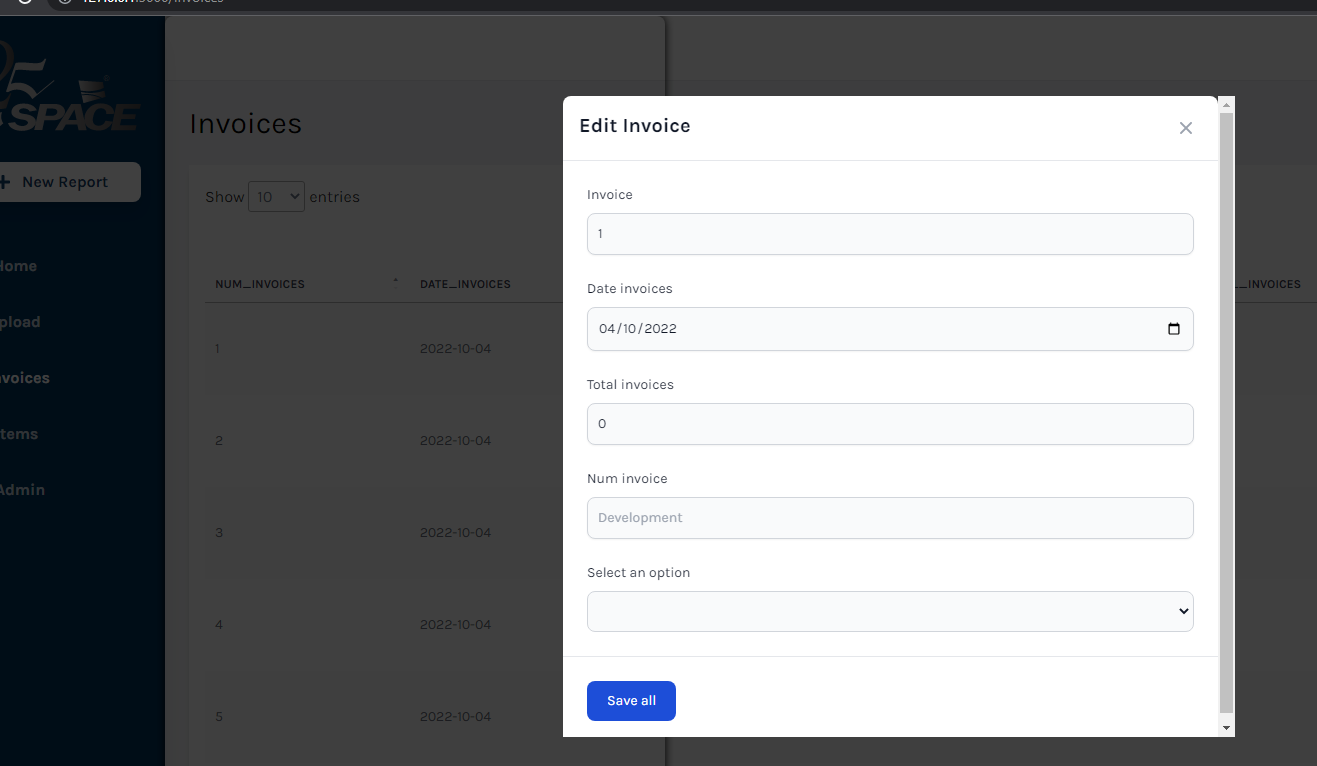 SPACE
+ New Report
Invoices
Show 10 entries
NUM_INVOICES
DATE_INVOICES
_INVOICES
1
2022-10-04
2
2022-10-04
3
2022-10-04
4
2022-10-04
5
2022-10-04
ome
pload
voices
tems
Admin
Edit Invoice
Invoice
1
Date invoices
04/10/2022
Total invoices
0
Num invoice
Development
Select an option
Save all